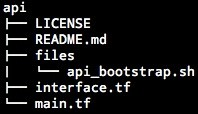 api
├── LICENSE
├── README.md
├── files
│   └── api_bootstrap.sh
├── interface.tf
└── main.tf